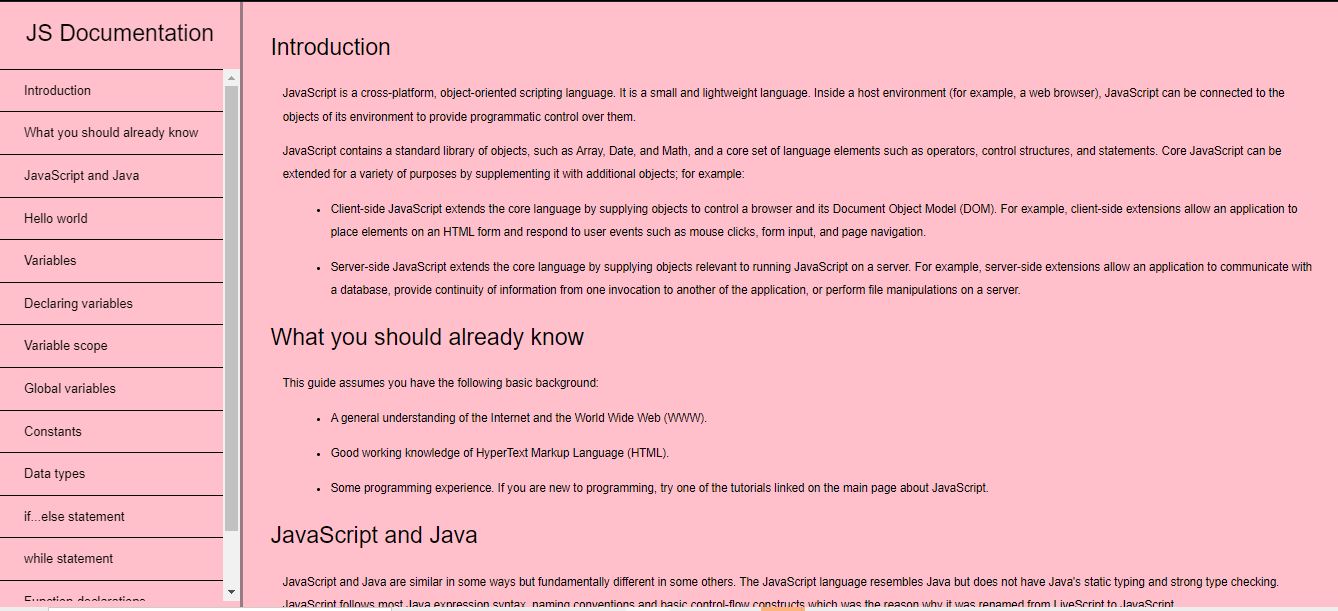 JS Documentation
Introduction
What you should already know
JavaScript and Java
Hello world
Variables
Declaring variables
Variable scope
Global variables
Constants
Data types
if...else statement
while statement
Function declarations
Introduction
JavaScript is a cross-platform, object-oriented scripting language. It is a small and lightweight language. Inside a host environment (for example, a web browser), JavaScript can be connected to the
objects of its environment to provide programmatic control over them.
JavaScript contains a standard library of objects, such as Array, Date, and Math, and a core set of language elements such as operators, control structures, and statements. Core JavaScript can be
extended for a variety of purposes by supplementing it with additional objects; for example:
• Client-side JavaScript extends the core language by supplying objects to control a browser and its Document Object Model (DOM). For example, client-side extensions allow an application to
place elements on an HTML form and respond to user events such as mouse clicks, form input, and page navigation.
• Server-side JavaScript extends the core language by supplying objects relevant to running JavaScript on a server. For example, server-side extensions allow an application to communicate with
a database, provide continuity of information from one invocation to another of the application, or perform file manipulations on a server.
What you should already know
This guide assumes you have the following basic background:
• A general understanding of the Internet and the World Wide Web (WWW).
• Good working knowledge of HyperText Markup Language (HTML).
• Some programming experience. If you are new to programming, try one of the tutorials linked on the main page about JavaScript.
JavaScript and Java
JavaScript and Java are similar in some ways but fundamentally different in some others. The JavaScript language resembles Java but does not have Java's static typing and strong type checking.
JavaScript follows most Java expression syntax, naming conventions and basic control-flow constructs which was the reason why it was renamed from LiveScript to JavaScript.